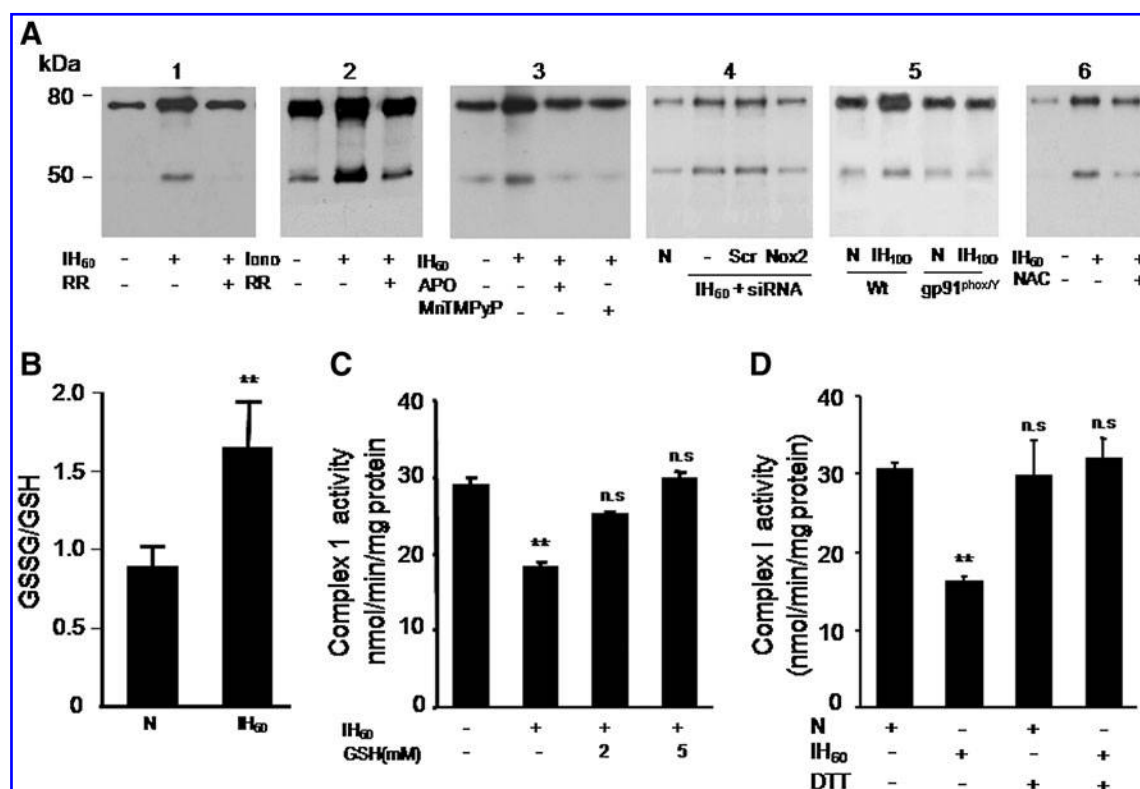 A
kDa
1 2 3 4 5 6
80 –
50 –
IH60 - + +
RR - - +
Iono - + +
RR - - +
IH60 - + + +
APO - - + -
MnTMPyP - - - +
N - Scr Nox2
IH60 + siRNA
N IH100 N IH100
Wt gp91phox/Y
IH60 - + +
NAC - - +
B
GSSG/GSH
2.0
1.5
1.0
0.5
0
**
N IH60
C
Complex 1 activity
nmol/min/mg protein
40
30
20
10
0
**
n.s
n.s
IH60 - + + +
GSH(mM) - - 2 5
D
Complex I activity
(nmol/min/mg protein)
40
30
20
10
0
**
n.s
n.s
N + - + -
IH60 - + - +
DTT - - + +